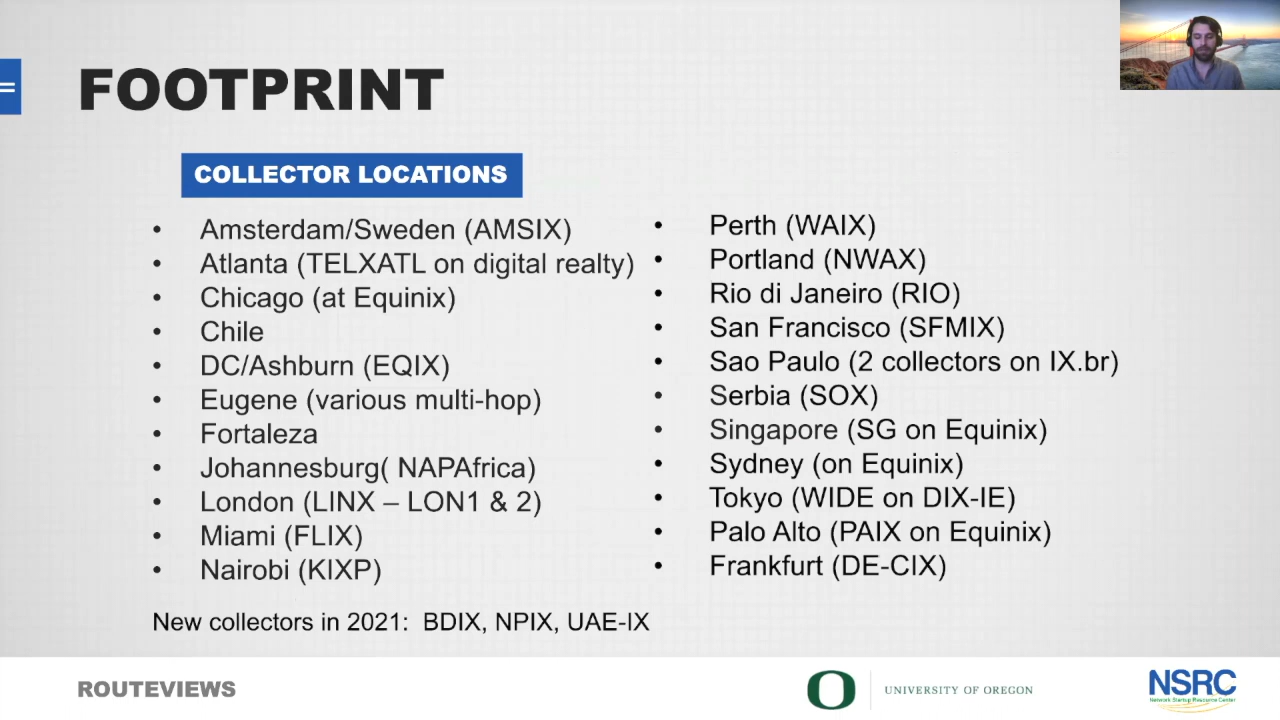 FOOTPRINT
COLLECTOR LOCATIONS
• Amsterdam/Sweden (AMSIX)
• Atlanta (TELXATL on digital realty)
• Chicago (at Equinix)
• Chile
• DC/Ashburn (EQIX)
• Eugene (various multi-hop)
• Fortaleza
• Johannesburg( NAPAfrica)
• London (LINX – LON1 & 2)
• Miami (FLIX)
• Nairobi (KIXP)
• Perth (WAIX)
• Portland (NWAX)
• Rio di Janeiro (RIO)
• San Francisco (SFMIX)
• Sao Paulo (2 collectors on IX.br)
• Serbia (SOX)
• Singapore (SG on Equinix)
• Sydney (on Equinix)
• Tokyo (WIDE on DIX-IE)
• Palo Alto (PAIX on Equinix)
• Frankfurt (DE-CIX)
New collectors in 2021: BDIX, NPIX, UAE-IX
ROUTEVIEWS
O
UNIVERSITY OF OREGON
NSRC
Network Startup Resource Center